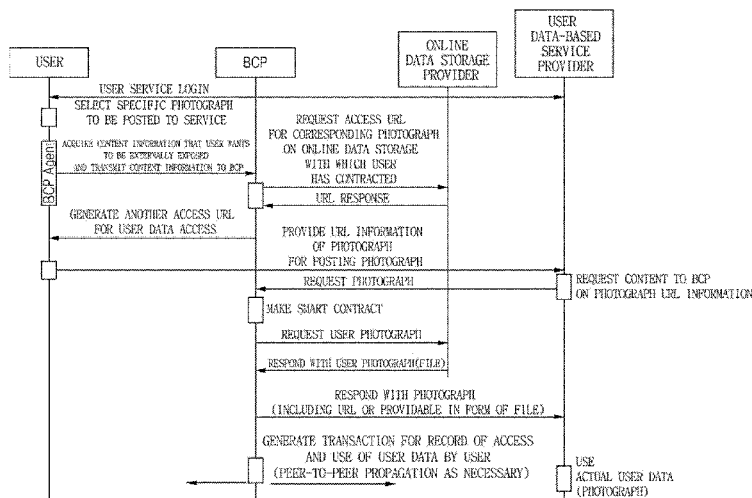 USER
BCP
ONLINE
DATA STORAGE
PROVIDER
USER
DATA-BASED
SERVICE
PROVIDER
USER SERVICE LOGIN
SELECT SPECIFIC PHOTOGRAPH
TO BE POSTED TO SERVICE
BCP Agent
ACQUIRE CONTENT INFORMATION THAT USER WANTS
TO BE EXTERNALLY EXPOSED
AND TRANSMIT CONTENT INFORMATION TO BCP
REQUEST ACCESS URL
FOR CORRESPONDING PHOTOGRAPH
ON ONLINE DATA STORAGE
WITH WHICH USER
HAS CONTRACTED
URL RESPONSE
GENERATE ANOTHER ACCESS URL
FOR USER DATA ACCESS
PROVIDE URL INFORMATION
OF PHOTOGRAPH
FOR POSTING PHOTOGRAPH
REQUEST PHOTOGRAPH
REQUEST CONTENT TO BCP
ON PHOTOGRAPH URL INFORMATION
MAKE SMART CONTRACT
REQUEST USER PHOTOGRAPH
RESPOND WITH USER PHOTOGRAPH(FILE)
RESPOND WITH PHOTOGRAPH
(INCLUDING URL OR PROVIDABLE IN FORM OF FILE)
GENERATE TRANSACTION FOR RECORD OF ACCESS
AND USE OF USER DATA BY USER
(PEER-TO-PEER PROPAGATION AS NECESSARY)
USE
ACTUAL USER DATA
(PHOTOGRAPH)